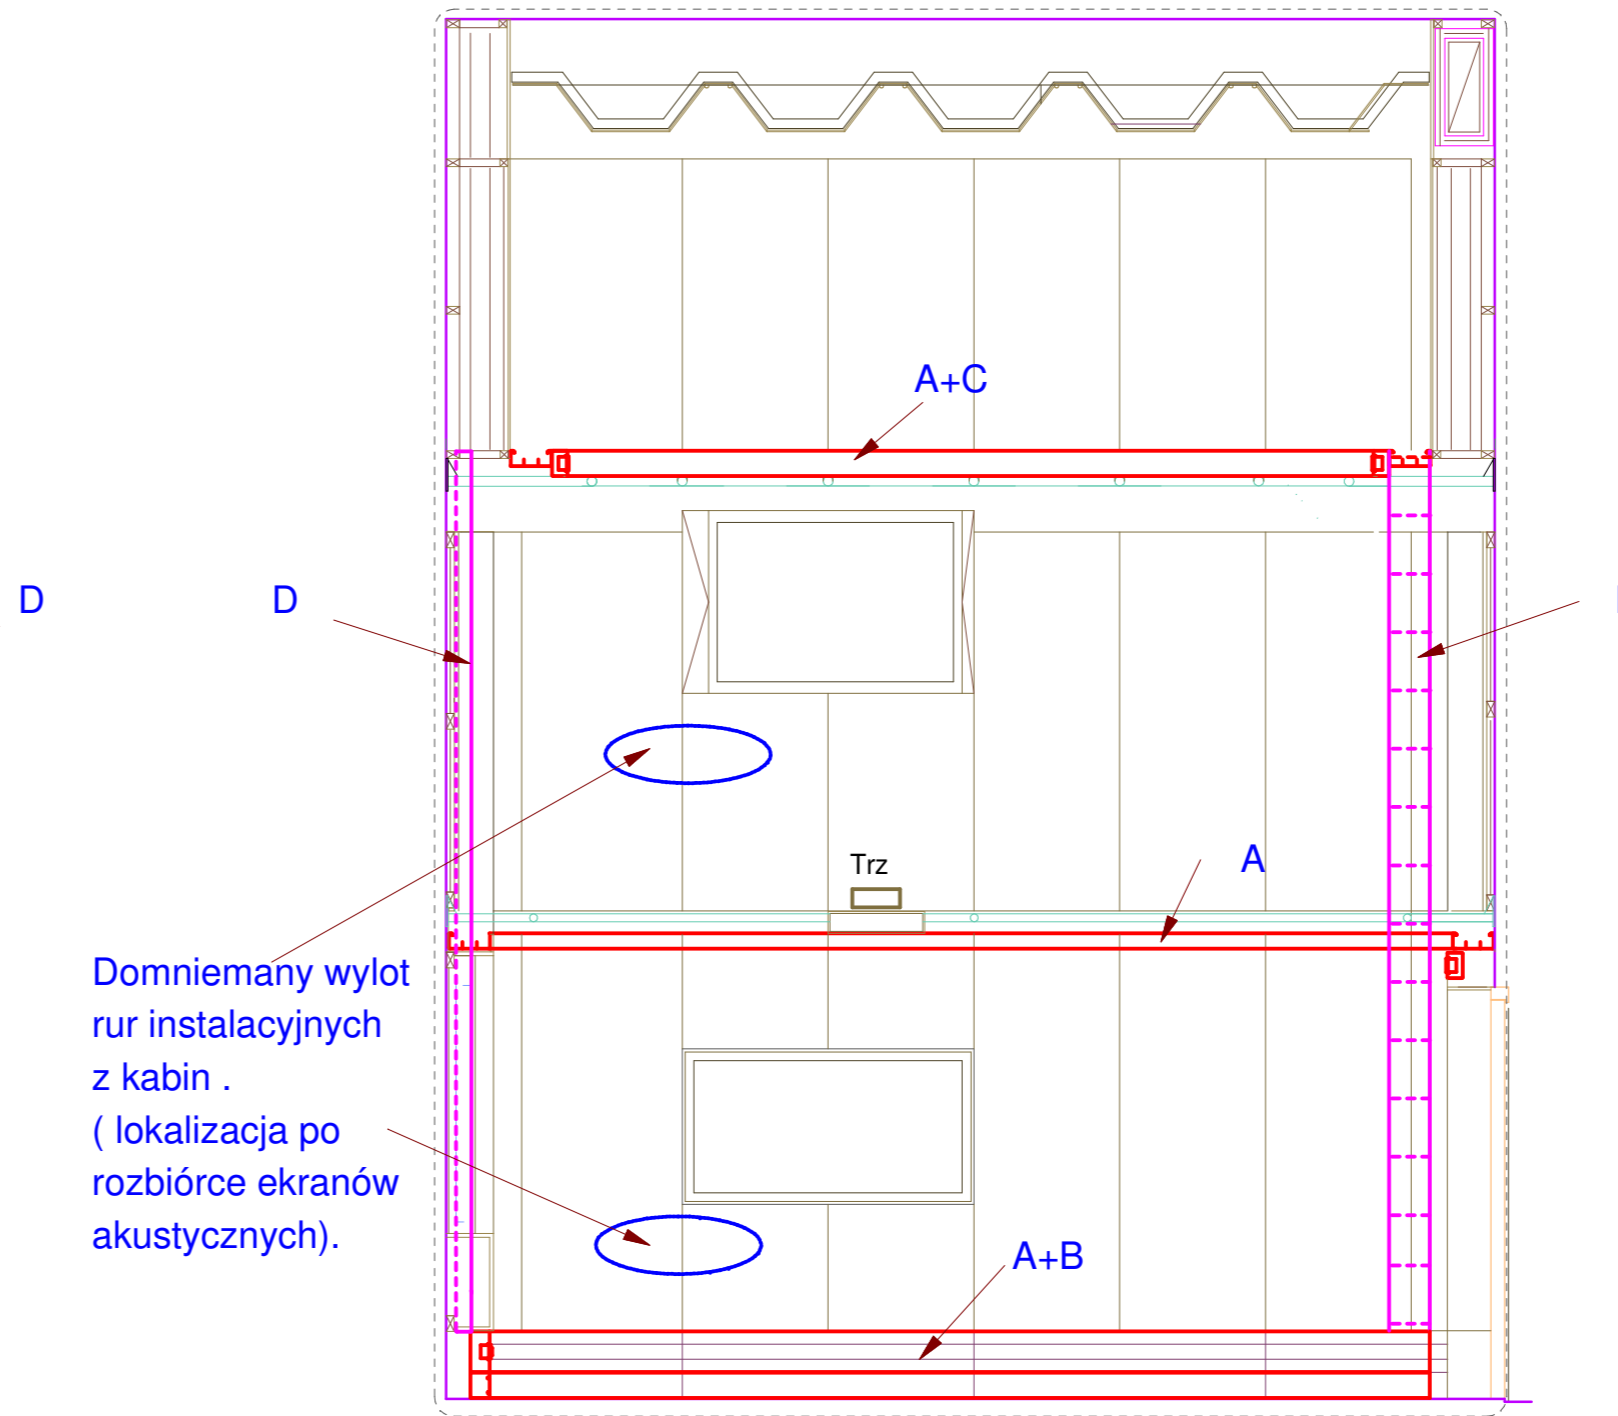 A+C
D
D
Trz
A
Domniemany wylot
rur instalacyjnych
z kabin .
( lokalizacja po
rozbiórce ekranów
akustycznych).
A+B